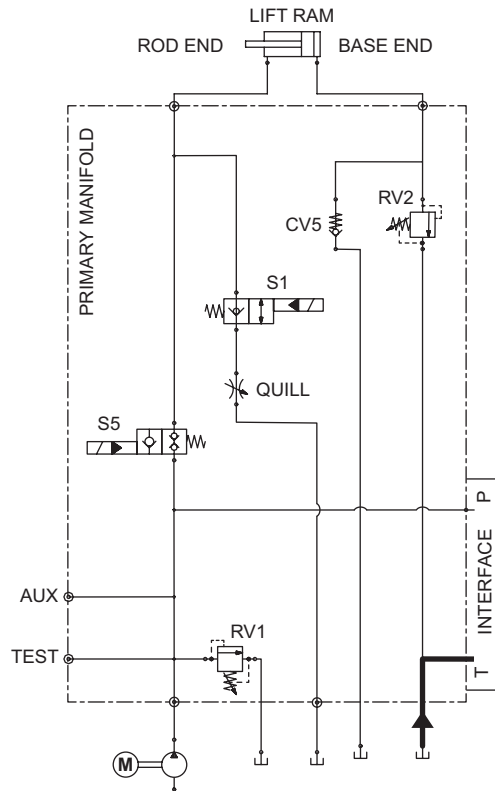 LIFT RAM
ROD END
BASE END
PRIMARY MANIFOLD
RV2
CV5
S1
QUILL
S5
P
INTERFACE
AUX
RV1
TEST
T
M